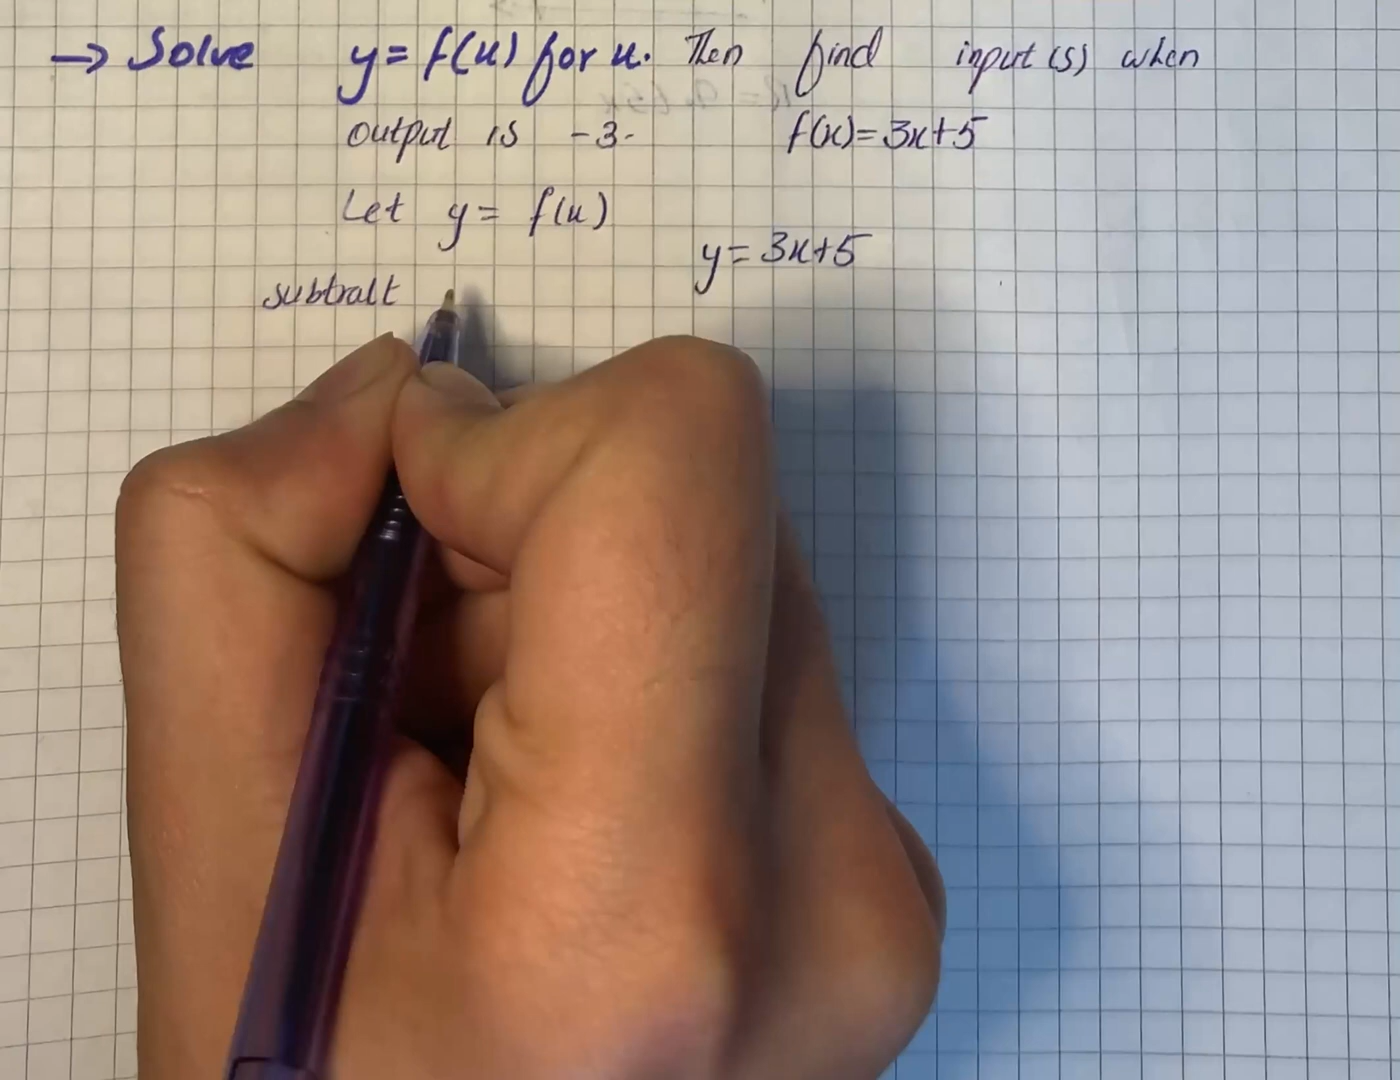 → Solve y = f(x) for x. Then find input(s) when
output is -3. f(x) = 3x+5
Let y = f(x)
y = 3x+5
subtract